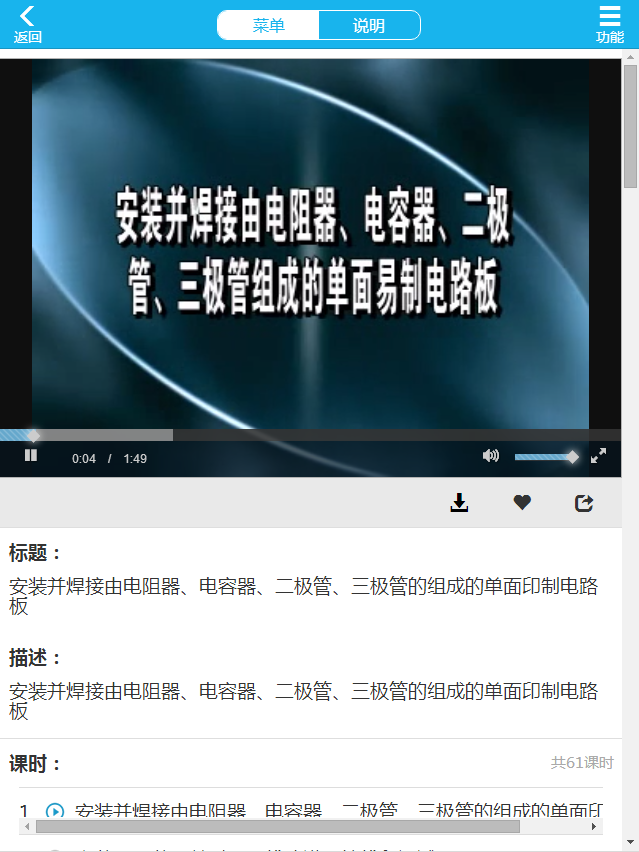 返回
菜单
说明
功能
安装并焊接由电阻器、电容器、二极
管、三极管组成的单面易制电路板
0:04 / 1:49
标题：
安装并焊接由电阻器、电容器、二极管、三极管的组成的单面印制电路
板
描述：
安装并焊接由电阻器、电容器、二极管、三极管的组成的单面印制电路
板
课时：
共61课时
1 安装并焊接由电阻器、电容器、二极管、三极管的组成的单面印